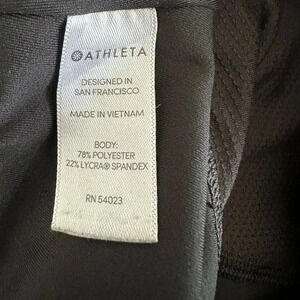 ATHLETA
DESIGNED IN
SAN FRANCISCO
MADE IN VIETNAM
BODY:
78% POLYESTER
22% LYCRA® SPANDEX
RN 54023